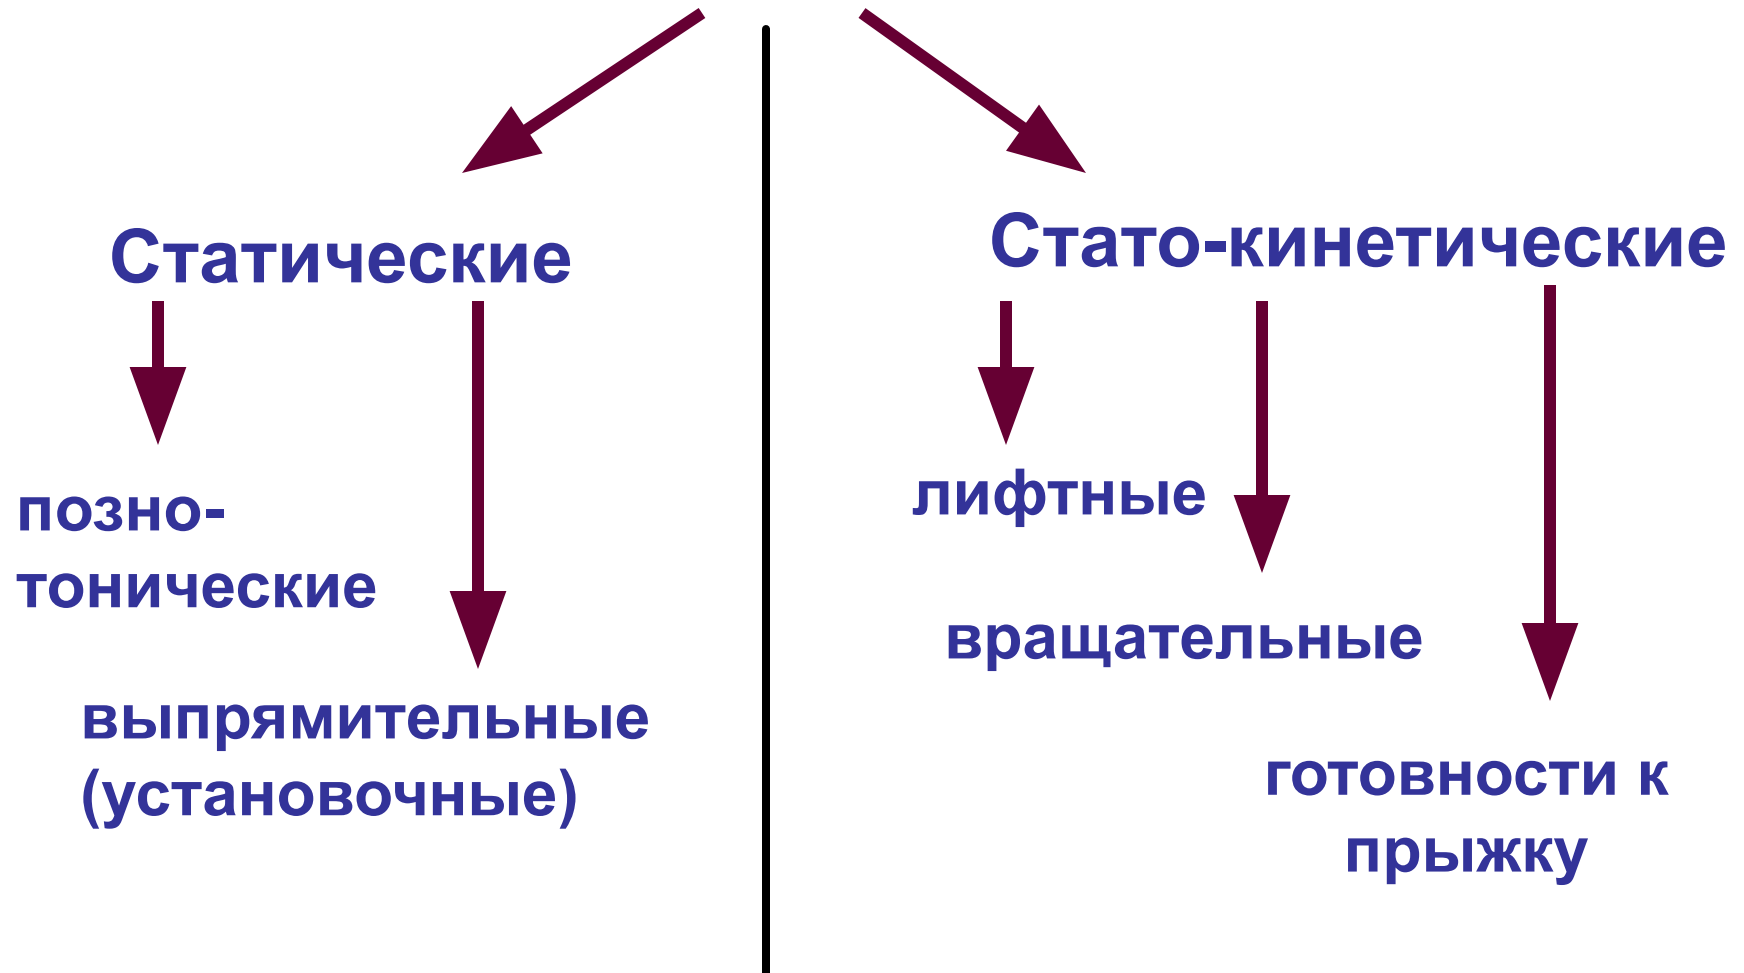 Статические
позно-
тонические
выпрямительные
(установочные)
Стато-кинетические
лифтные
вращательные
готовности к
прыжку